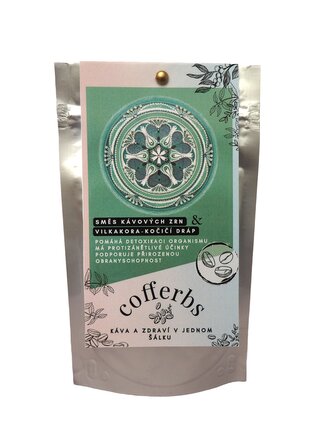 SMĚS KÁVOVÝCH ZRN &
VILKAKORA-KOČIČÍ DRÁP
POMÁHÁ DETOXIKACI ORGANISMU
MÁ PROTIZÁNĚTLIVÉ ÚČINKY
PODPORUJE PŘIROZENOU
OBRANYSCHOPNOST
cofferbs
KÁVA A ZDRAVÍ V JEDNOM
ŠÁLKU